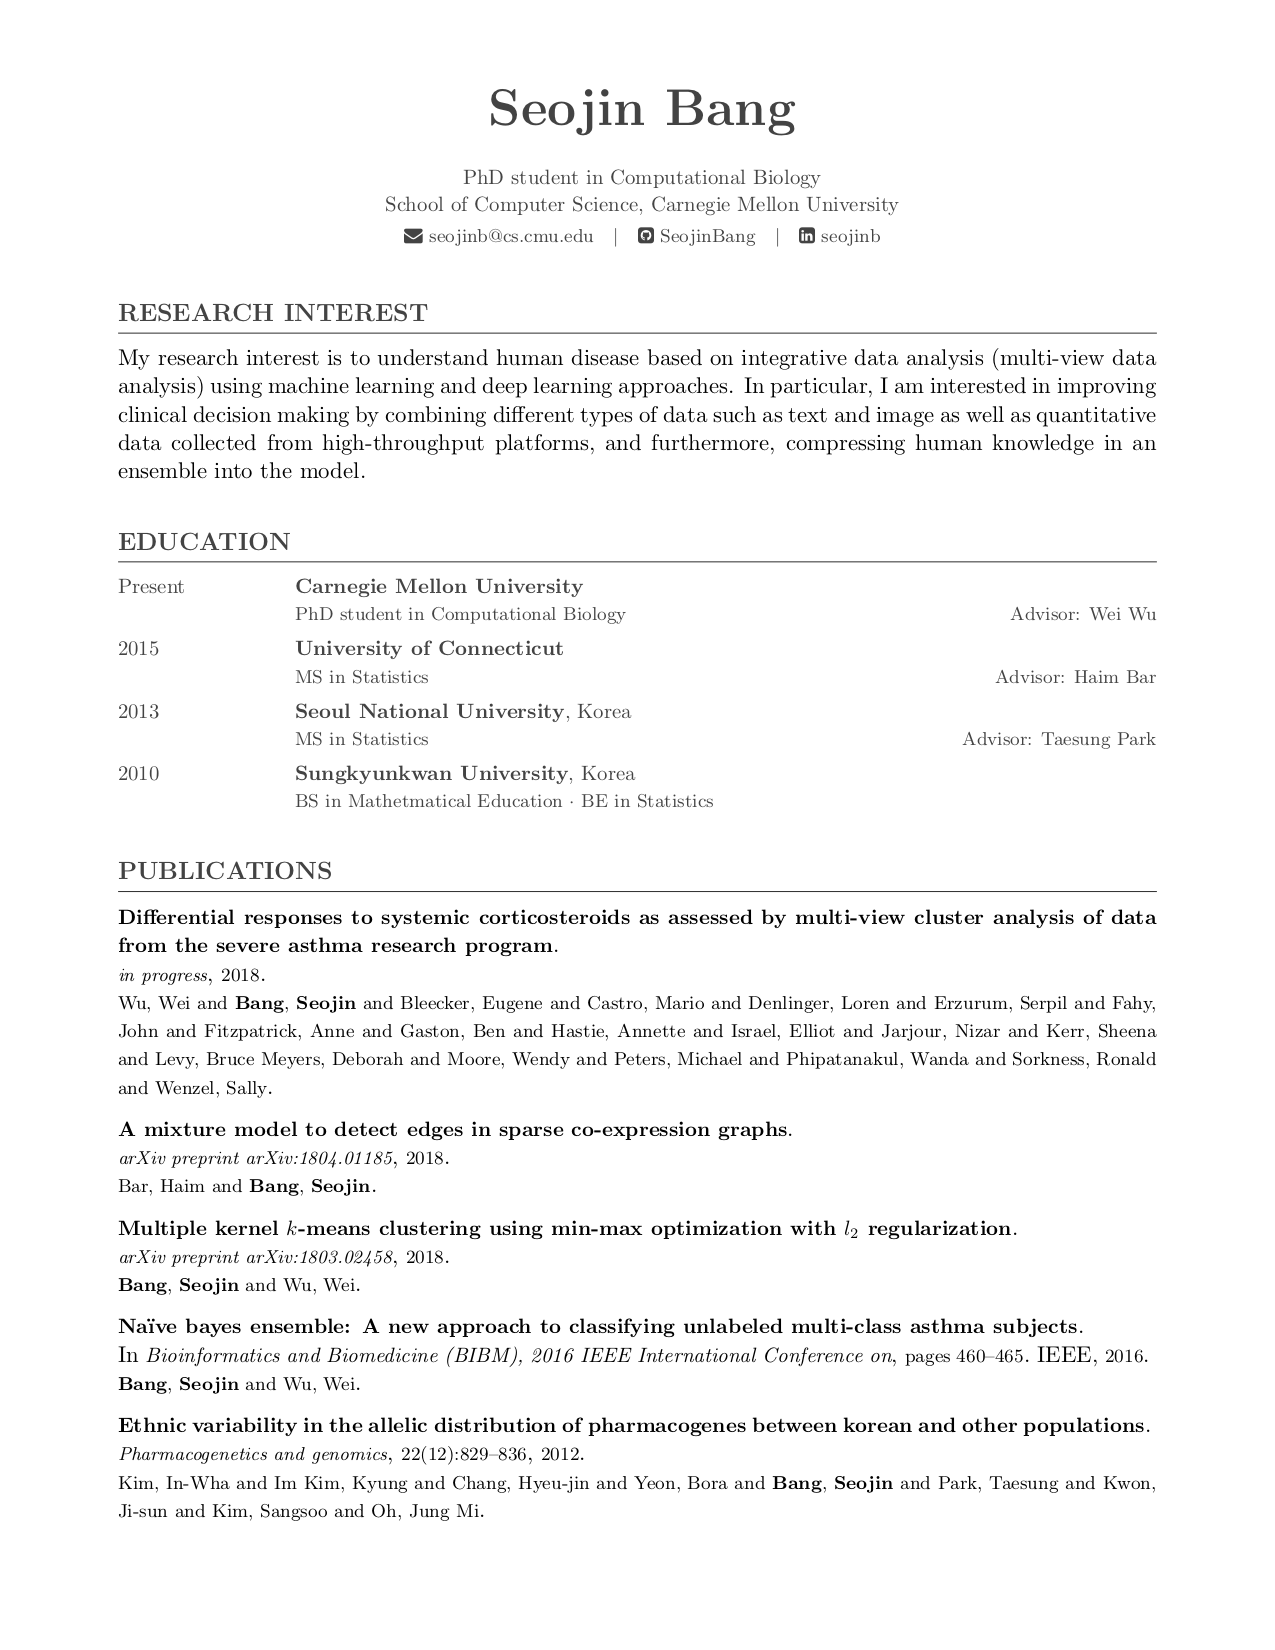 Seojin Bang
PhD student in Computational Biology
School of Computer Science, Carnegie Mellon University
seojinb@cs.cmu.edu | SeojinBang | seojinb
RESEARCH INTEREST
My research interest is to understand human disease based on integrative data analysis (multi-view data
analysis) using machine learning and deep learning approaches. In particular, I am interested in improving
clinical decision making by combining different types of data such as text and image as well as quantitative
data collected from high-throughput platforms, and furthermore, compressing human knowledge in an
ensemble into the model.
EDUCATION
Present Carnegie Mellon University
PhD student in Computational Biology Advisor: Wei Wu
2015 University of Connecticut
MS in Statistics Advisor: Haim Bar
2013 Seoul National University, Korea
MS in Statistics Advisor: Taesung Park
2010 Sungkyunkwan University, Korea
BS in Mathetmatical Education · BE in Statistics
PUBLICATIONS
Differential responses to systemic corticosteroids as assessed by multi-view cluster analysis of data
from the severe asthma research program.
in progress, 2018.
Wu, Wei and Bang, Seojin and Bleecker, Eugene and Castro, Mario and Denlinger, Loren and Erzurum, Serpil and Fahy,
John and Fitzpatrick, Anne and Gaston, Ben and Hastie, Annette and Israel, Elliot and Jarjour, Nizar and Kerr, Sheena
and Levy, Bruce Meyers, Deborah and Moore, Wendy and Peters, Michael and Phipatanakul, Wanda and Sorkness, Ronald
and Wenzel, Sally.
A mixture model to detect edges in sparse co-expression graphs.
arXiv preprint arXiv:1804.01185, 2018.
Bar, Haim and Bang, Seojin.
Multiple kernel k-means clustering using min-max optimization with l₂ regularization.
arXiv preprint arXiv:1803.02458, 2018.
Bang, Seojin and Wu, Wei.
Naïve bayes ensemble: A new approach to classifying unlabeled multi-class asthma subjects.
In Bioinformatics and Biomedicine (BIBM), 2016 IEEE International Conference on, pages 460–465. IEEE, 2016.
Bang, Seojin and Wu, Wei.
Ethnic variability in the allelic distribution of pharmacogenes between korean and other populations.
Pharmacogenetics and genomics, 22(12):829–836, 2012.
Kim, In-Wha and Im Kim, Kyung and Chang, Hyeu-jin and Yeon, Bora and Bang, Seojin and Park, Taesung and Kwon,
Ji-sun and Kim, Sangsoo and Oh, Jung Mi.